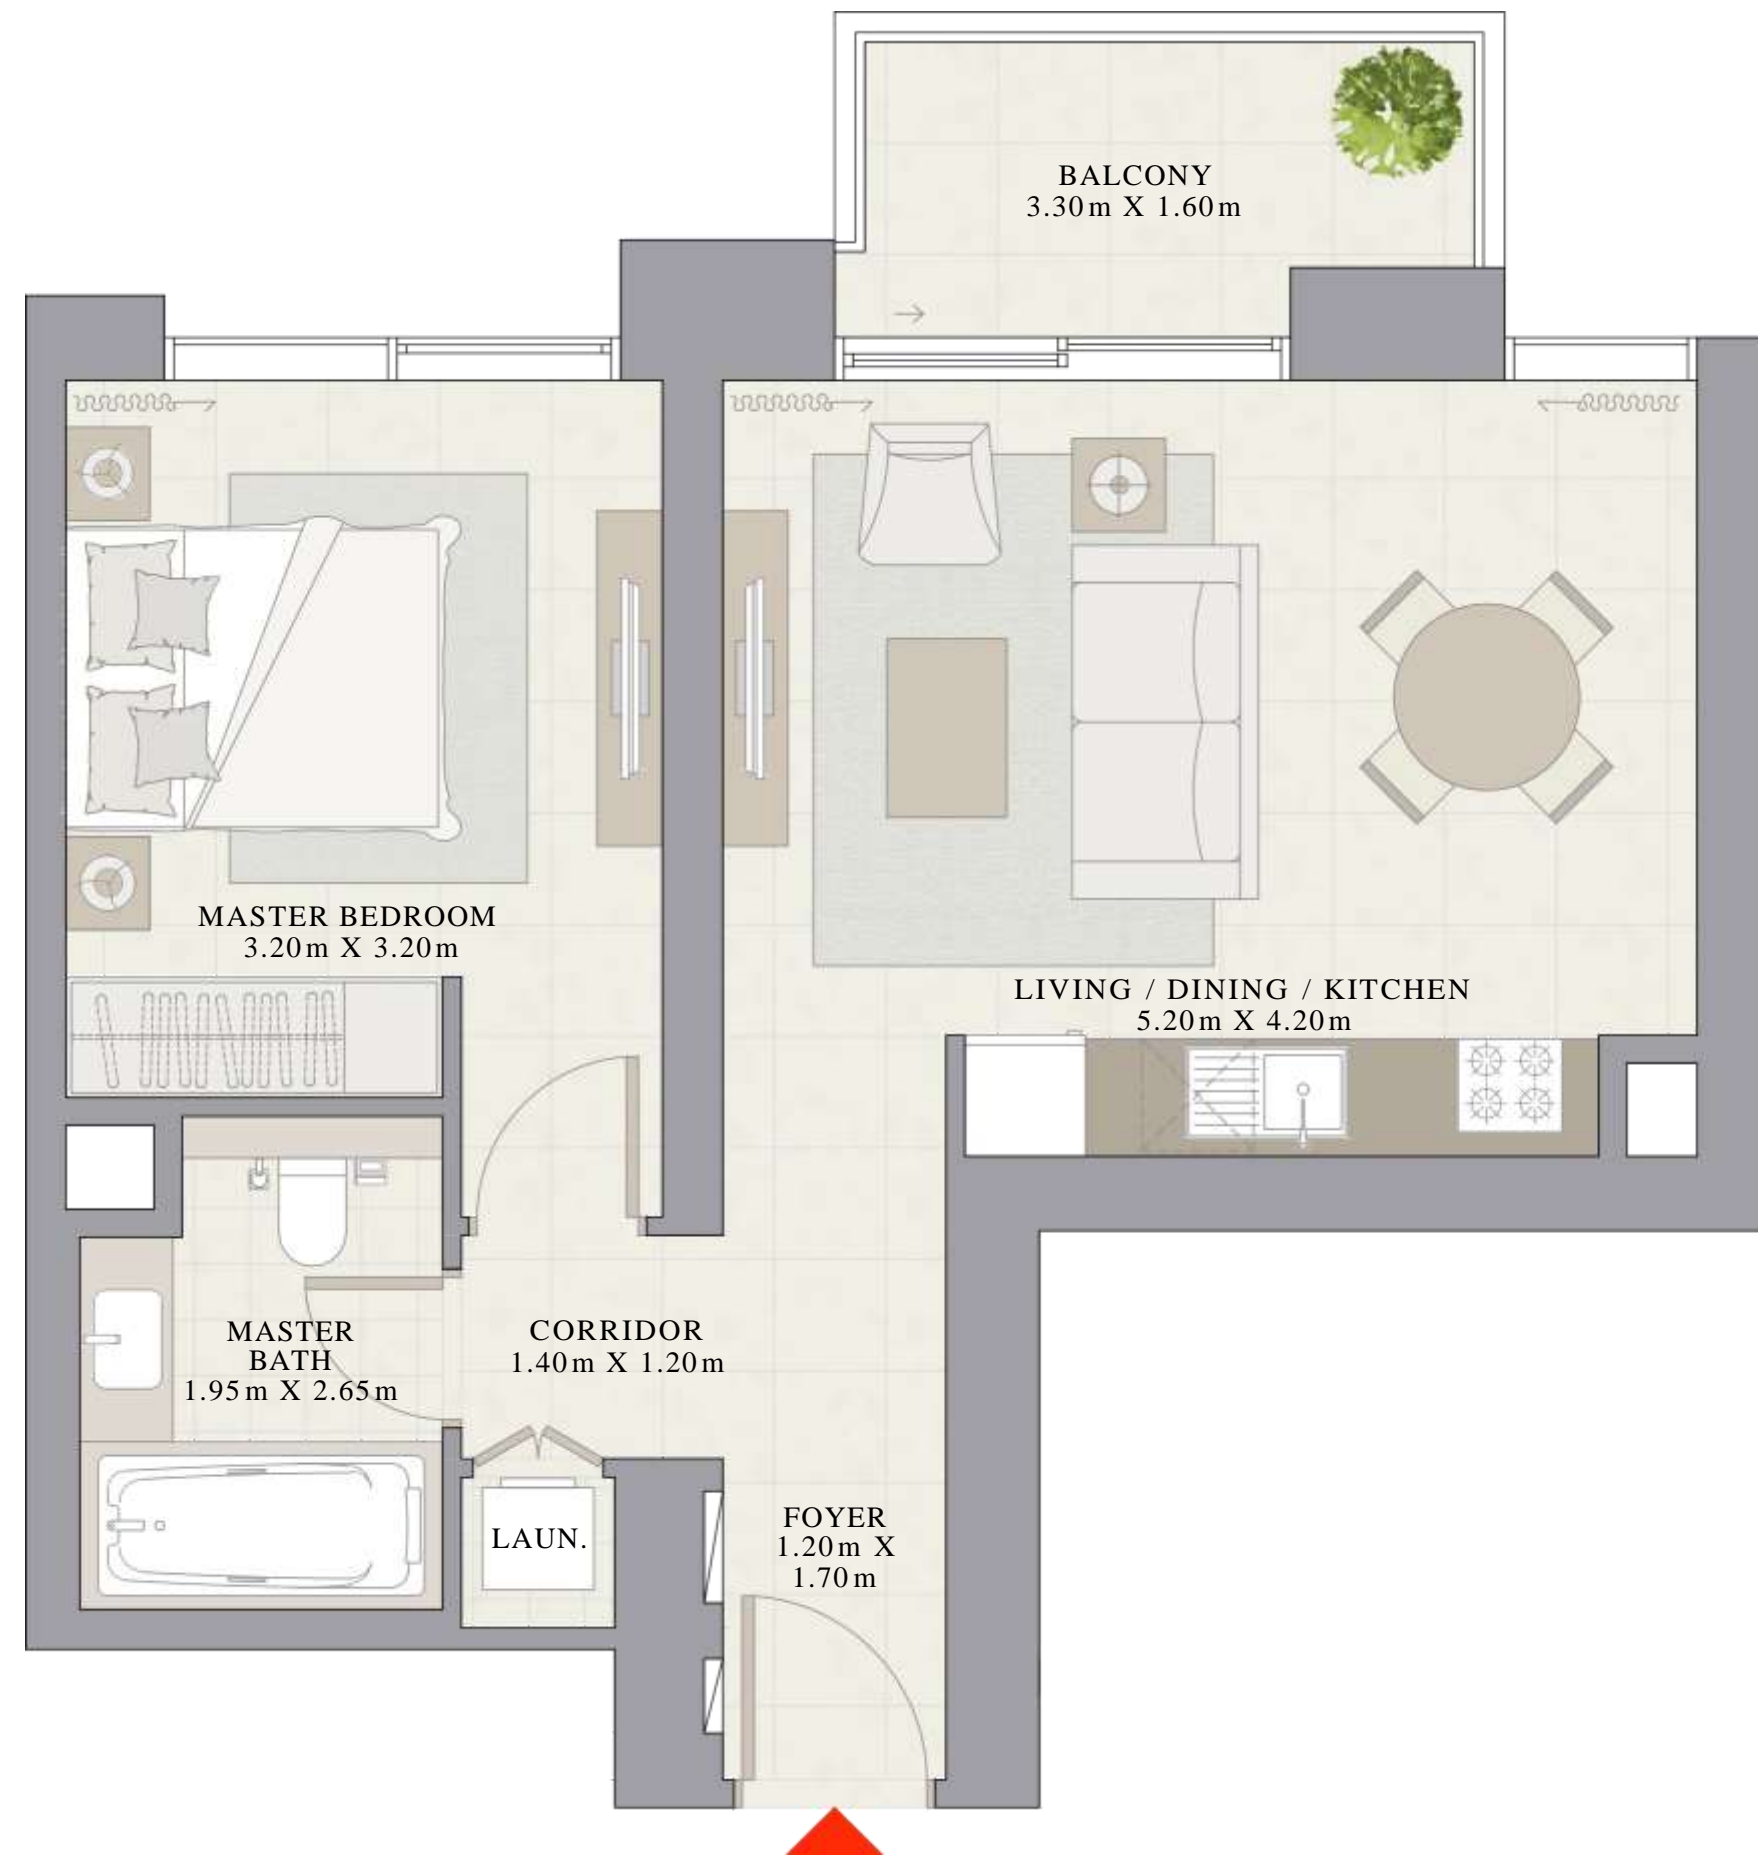 BALCONY
3.30m X 1.60m
MASTER BEDROOM
3.20m X 3.20m
LIVING / DINING / KITCHEN
5.20m X 4.20m
MASTER
BATH
1.95m X 2.65m
CORRIDOR
1.40m X 1.20m
LAUN.
FOYER
1.20m X
1.70m